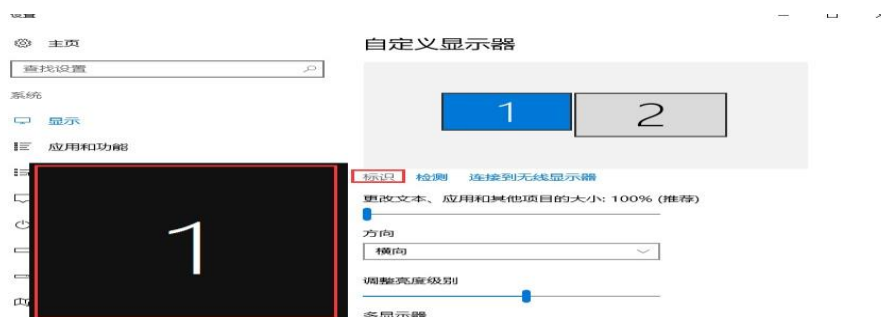 设置
主页
自定义显示器
查找设置
系统
1
2
显示
应用和功能
标识 检测 连接到无线显示器
更改文本、应用和其他项目的大小: 100% (推荐)
1
方向
横向
调整亮度级别
多显示器